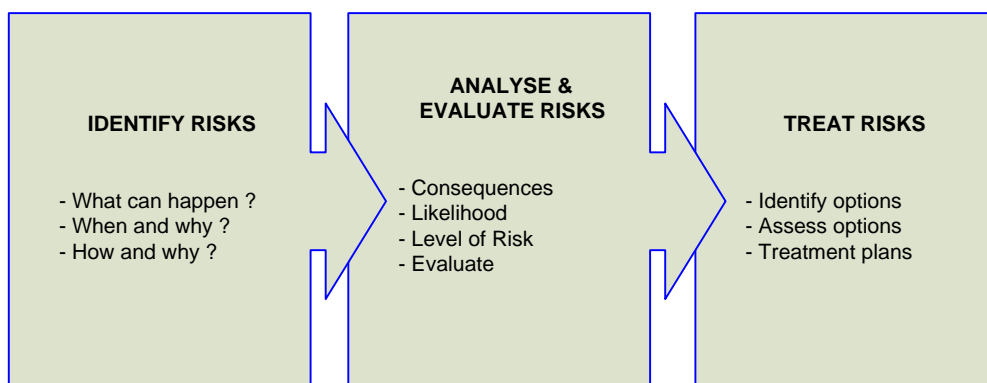 IDENTIFY RISKS
- What can happen ?
- When and why ?
- How and why ?
ANALYSE &
EVALUATE RISKS
- Consequences
- Likelihood
- Level of Risk
- Evaluate
TREAT RISKS
- Identify options
- Assess options
- Treatment plans